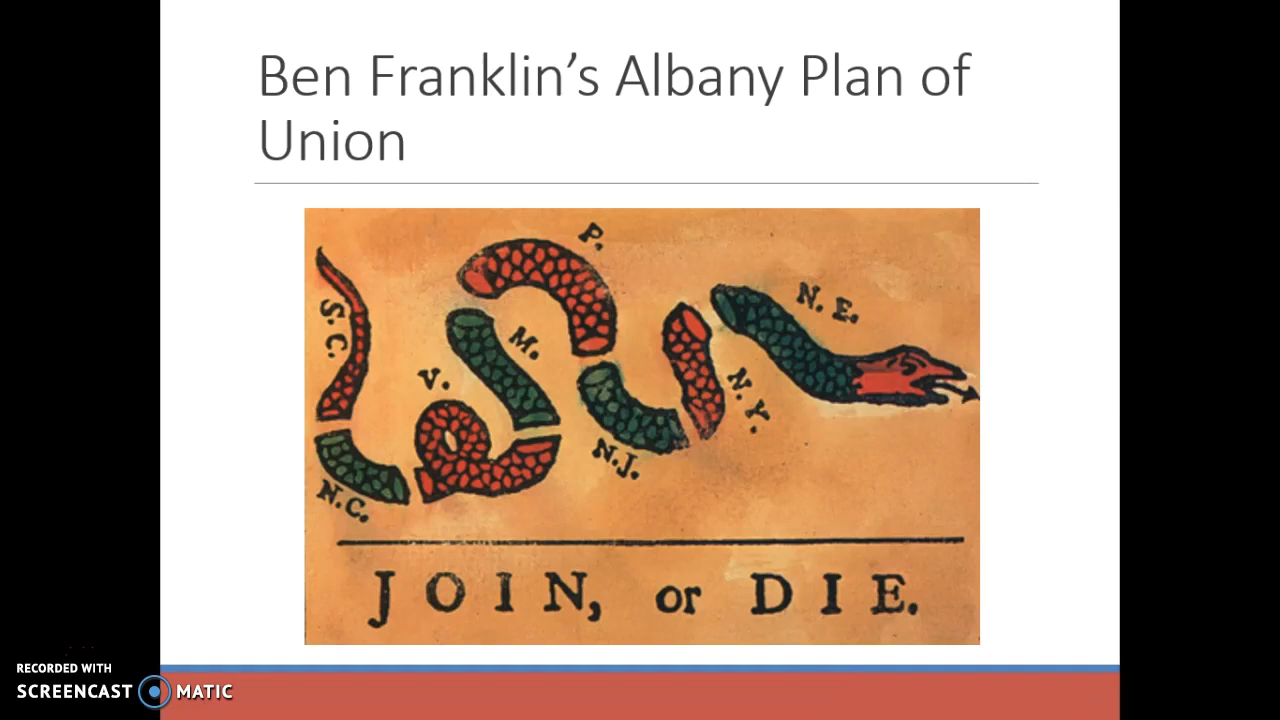 Ben Franklin’s Albany Plan of
Union
P.
N. E.
S. C.
M.
V.
N. Y.
N.J.
N.C.
JOIN, or DIE.
RECORDED WITH
SCREENCAST MATIC